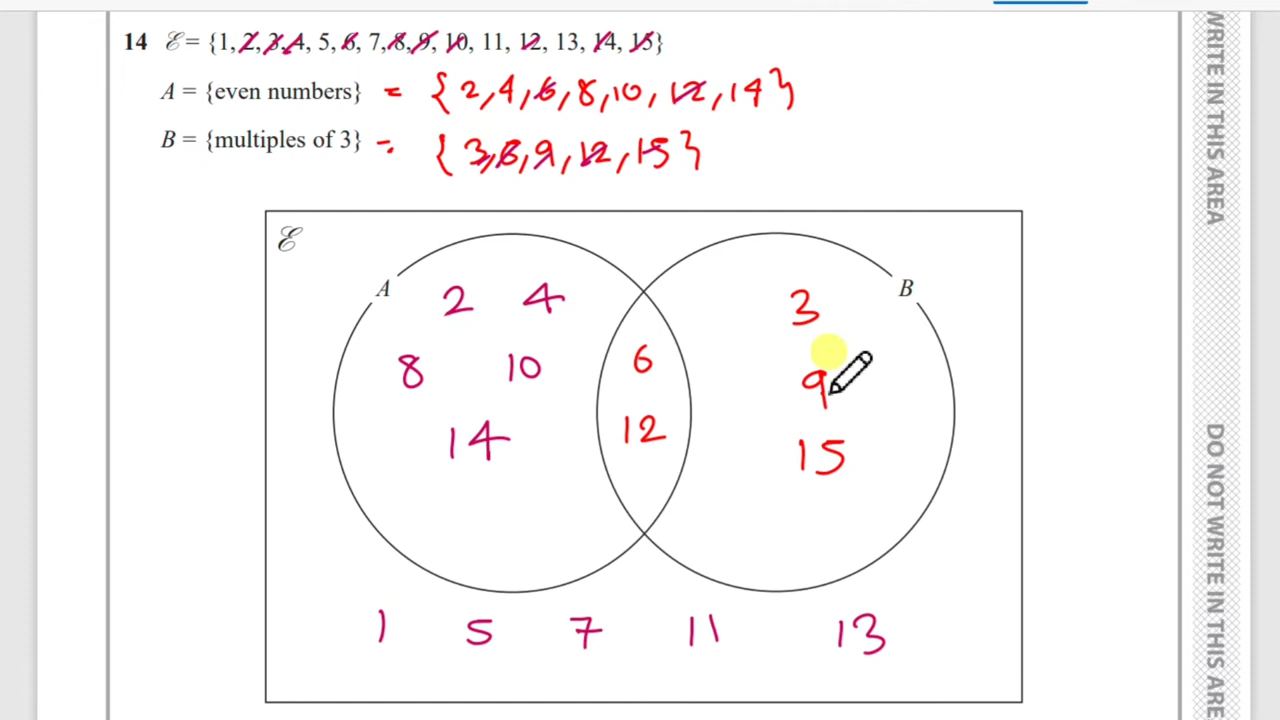 14 ℰ = {1, 2, 3, 4, 5, 6, 7, 8, 9, 10, 11, 12, 13, 14, 15}
A = {even numbers} = {2, 4, 6, 8, 10, 12, 14}
B = {multiples of 3} = {3, 6, 9, 12, 15}
ℰ
A
B
2 4
8 10
14
6
12
3
9
15
1 5 7 11 13
WRITE IN THIS AREA
DO NOT WRITE IN THIS ARE